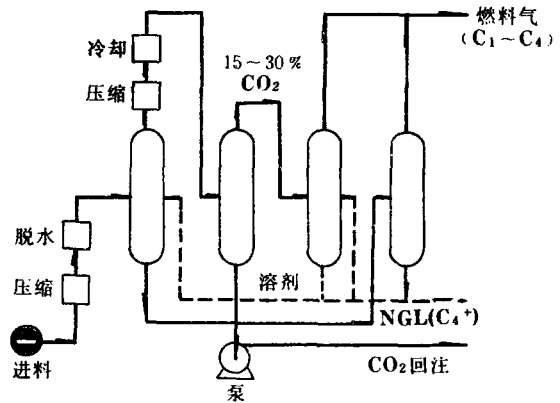 燃料气
(C₁～C₄)
冷却
压缩
15～30%
CO₂
脱水
压缩
溶剂
NGL(C₄⁺)
CO₂回注
进料
泵